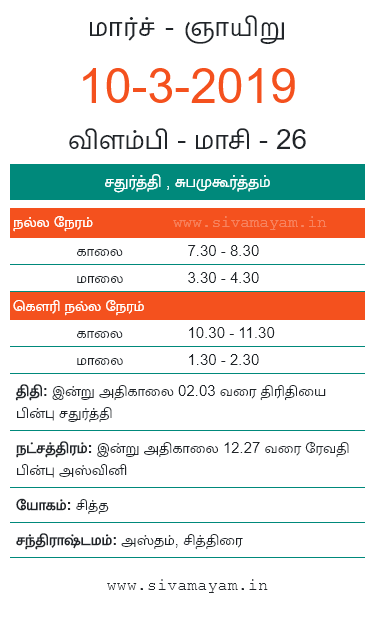 மார்ச் - ஞாயிறு
10-3-2019
விளம்பி - மாசி - 26
சதுர்த்தி , சுபமுகூர்த்தம்
நல்ல நேரம் www.sivamayam.in
காலை 7.30 - 8.30
மாலை 3.30 - 4.30
கௌரி நல்ல நேரம்
காலை 10.30 - 11.30
மாலை 1.30 - 2.30
திதி: இன்று அதிகாலை 02.03 வரை திரிதியை
பின்பு சதுர்த்தி
நட்சத்திரம்: இன்று அதிகாலை 12.27 வரை ரேவதி
பின்பு அஸ்வினி
யோகம்: சித்த
சந்திராஷ்டமம்: அஸ்தம், சித்திரை
www.sivamayam.in